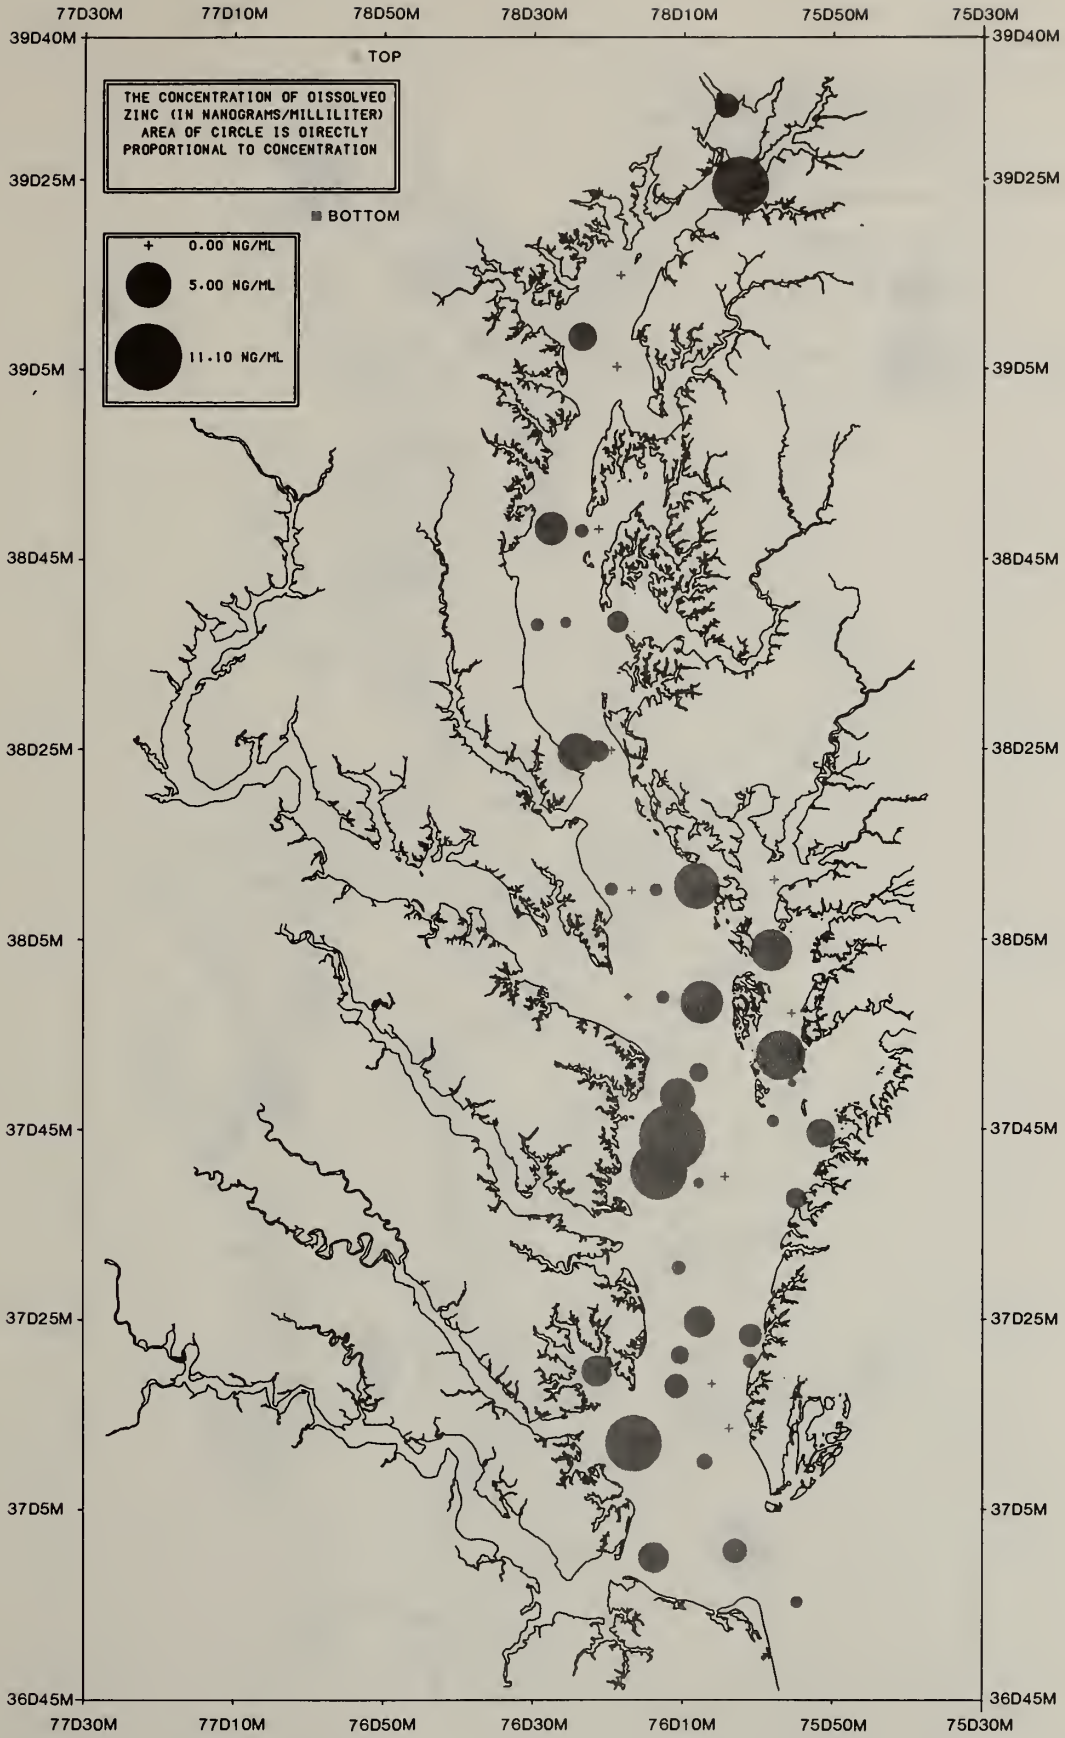 77D30M 77D10M 78D50M 78D30M 78D10M 75D50M 75D30M
39D40M 39D40M
TOP
THE CONCENTRATION OF DISSOLVED
ZINC (IN NANOGRAMS/MILLILITER)
AREA OF CIRCLE IS DIRECTLY
PROPORTIONAL TO CONCENTRATION
39D25M 39D25M
BOTTOM
+ 0.00 NG/ML
5.00 NG/ML
11.10 NG/ML
39D5M 39D5M
38D45M 38D45M
38D25M 38D25M
38D5M 38D5M
37D45M 37D45M
37D25M 37D25M
37D5M 37D5M
36D45M 36D45M
77D30M 77D10M 76D50M 76D30M 76D10M 75D50M 75D30M